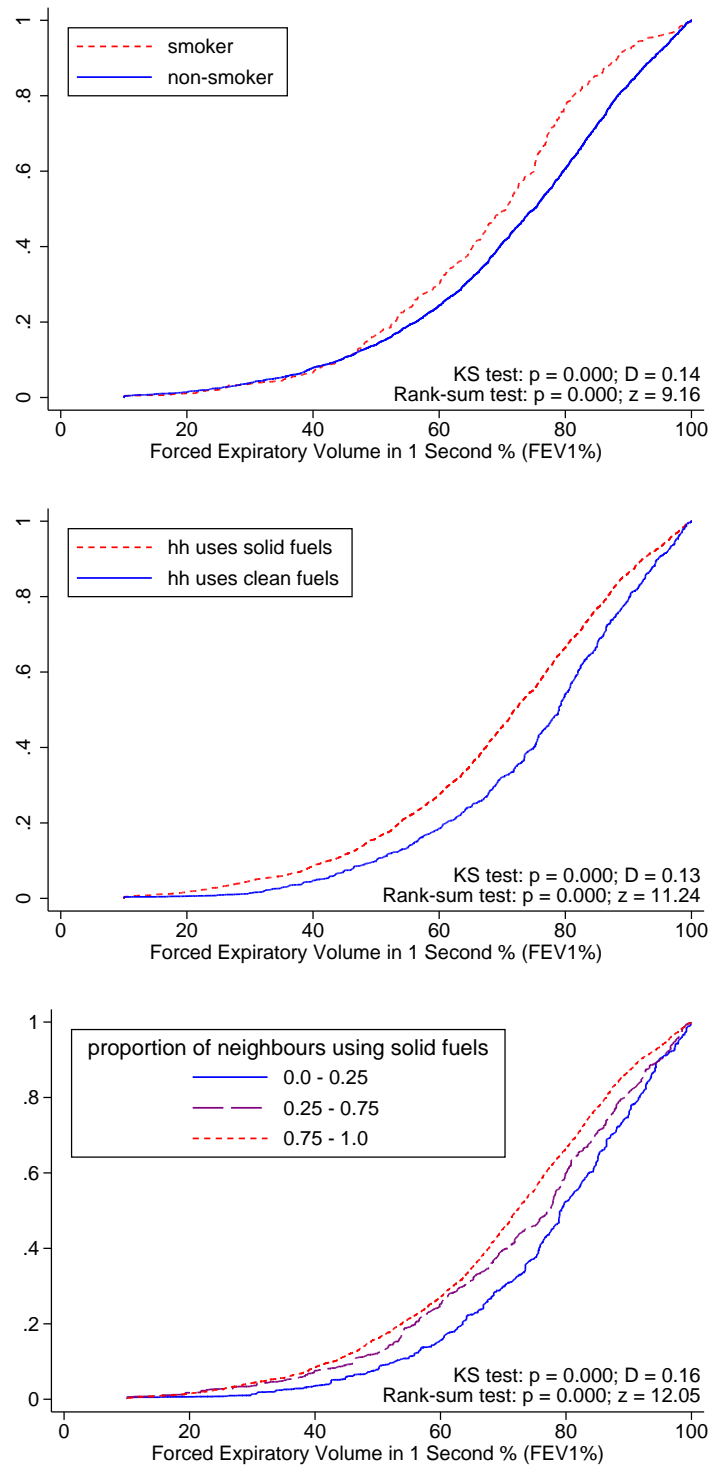 smoker
non-smoker
1
.8
.6
.4
.2
0
KS test: p = 0.000; D = 0.14
Rank-sum test: p = 0.000; z = 9.16
0 20 40 60 80 100
Forced Expiratory Volume in 1 Second % (FEV1%)
hh uses solid fuels
hh uses clean fuels
1
.8
.6
.4
.2
0
KS test: p = 0.000; D = 0.13
Rank-sum test: p = 0.000; z = 11.24
0 20 40 60 80 100
Forced Expiratory Volume in 1 Second % (FEV1%)
proportion of neighbours using solid fuels
0.0 - 0.25
0.25 - 0.75
0.75 - 1.0
1
.8
.6
.4
.2
0
KS test: p = 0.000; D = 0.16
Rank-sum test: p = 0.000; z = 12.05
0 20 40 60 80 100
Forced Expiratory Volume in 1 Second % (FEV1%)